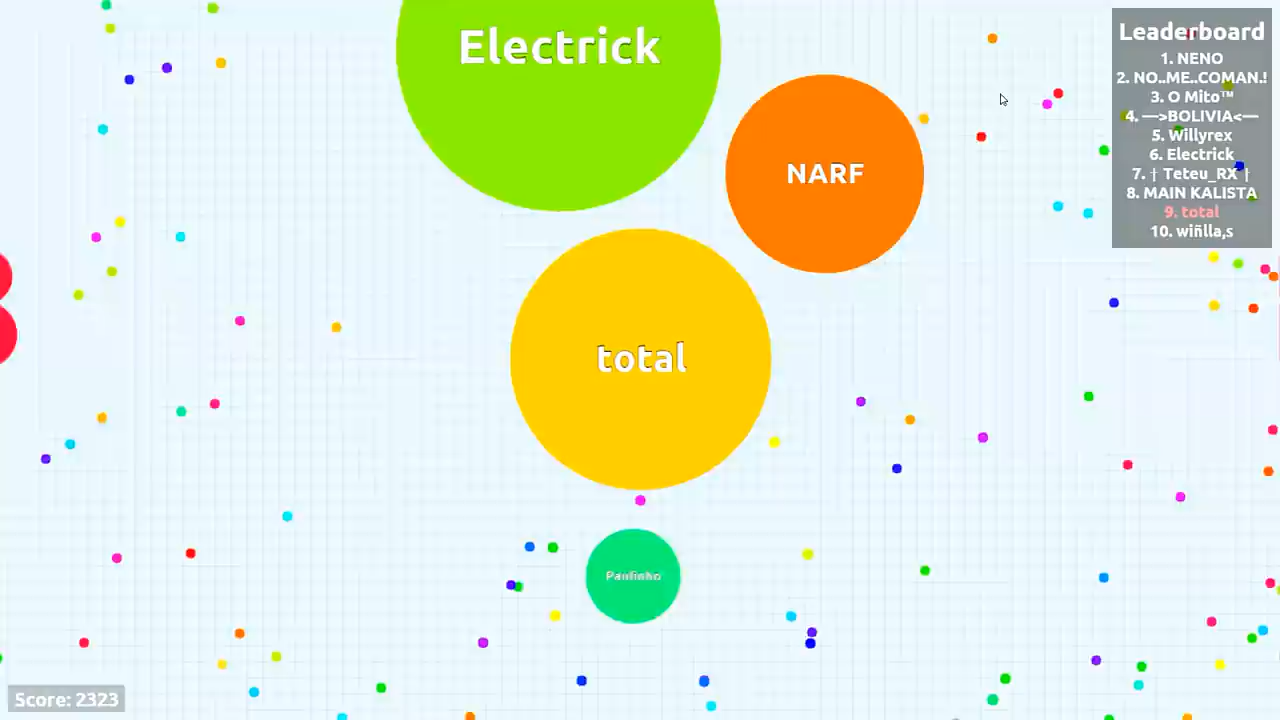 Electrick
NARF
total
Paulinho
Leaderboard
1. NENO
2. NO..ME..COMAN.!
3. O Mito™
4. —>BOLIVIA<—
5. Willyrex
6. Electrick
7. † Teteu_RX †
8. MAIN KALISTA
9. total
10. wiñlla,s
Score: 2323